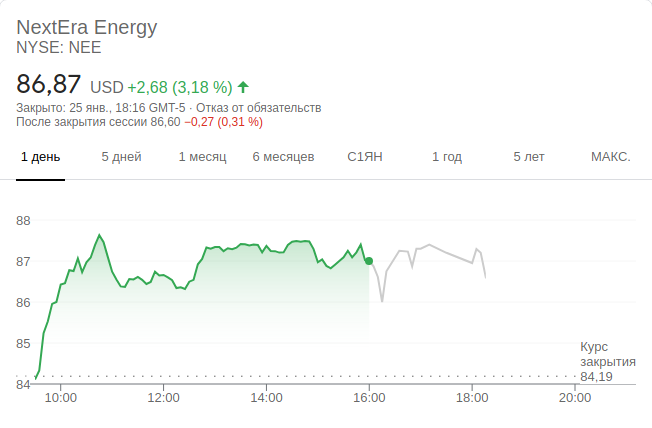 NextEra Energy
NYSE: NEE
86,87 USD +2,68 (3,18 %)
Закрыто: 25 янв., 18:16 GMT-5 · Отказ от обязательств
После закрытия сессии 86,60 −0,27 (0,31 %)
1 день 5 дней 1 месяц 6 месяцев С1ЯН 1 год 5 лет МАКС.
88
87
86
85
Курс
закрытия
84,19
84
10:00 12:00 14:00 16:00 18:00 20:00